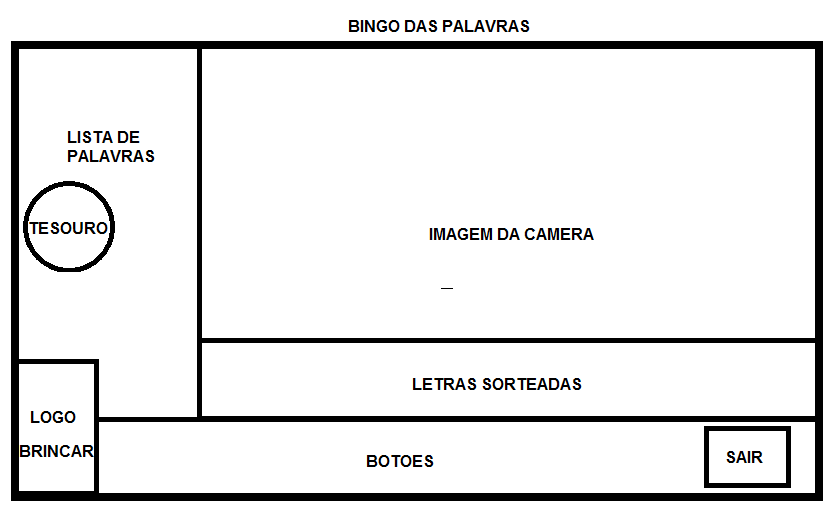 BINGO DAS PALAVRAS
LISTA DE
PALAVRAS
TESOURO
IMAGEM DA CAMERA
LETRAS SORTEADAS
LOGO
BRINCAR
BOTOES
SAIR